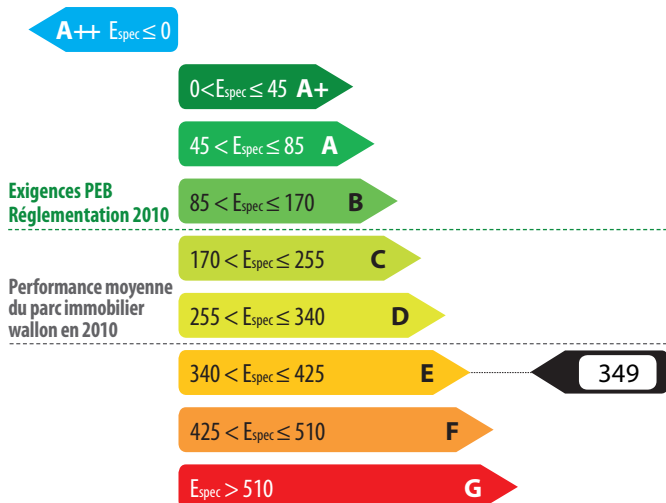 A++ Espec ≤ 0
0<Espec ≤ 45 A+
45 < Espec ≤ 85 A
Exigences PEB
Réglementation 2010
85 < Espec ≤ 170 B
170 < Espec ≤ 255 C
Performance moyenne
du parc immobilier
wallon en 2010
255 < Espec ≤ 340 D
340 < Espec ≤ 425 E 349
425 < Espec ≤ 510 F
Espec > 510 G